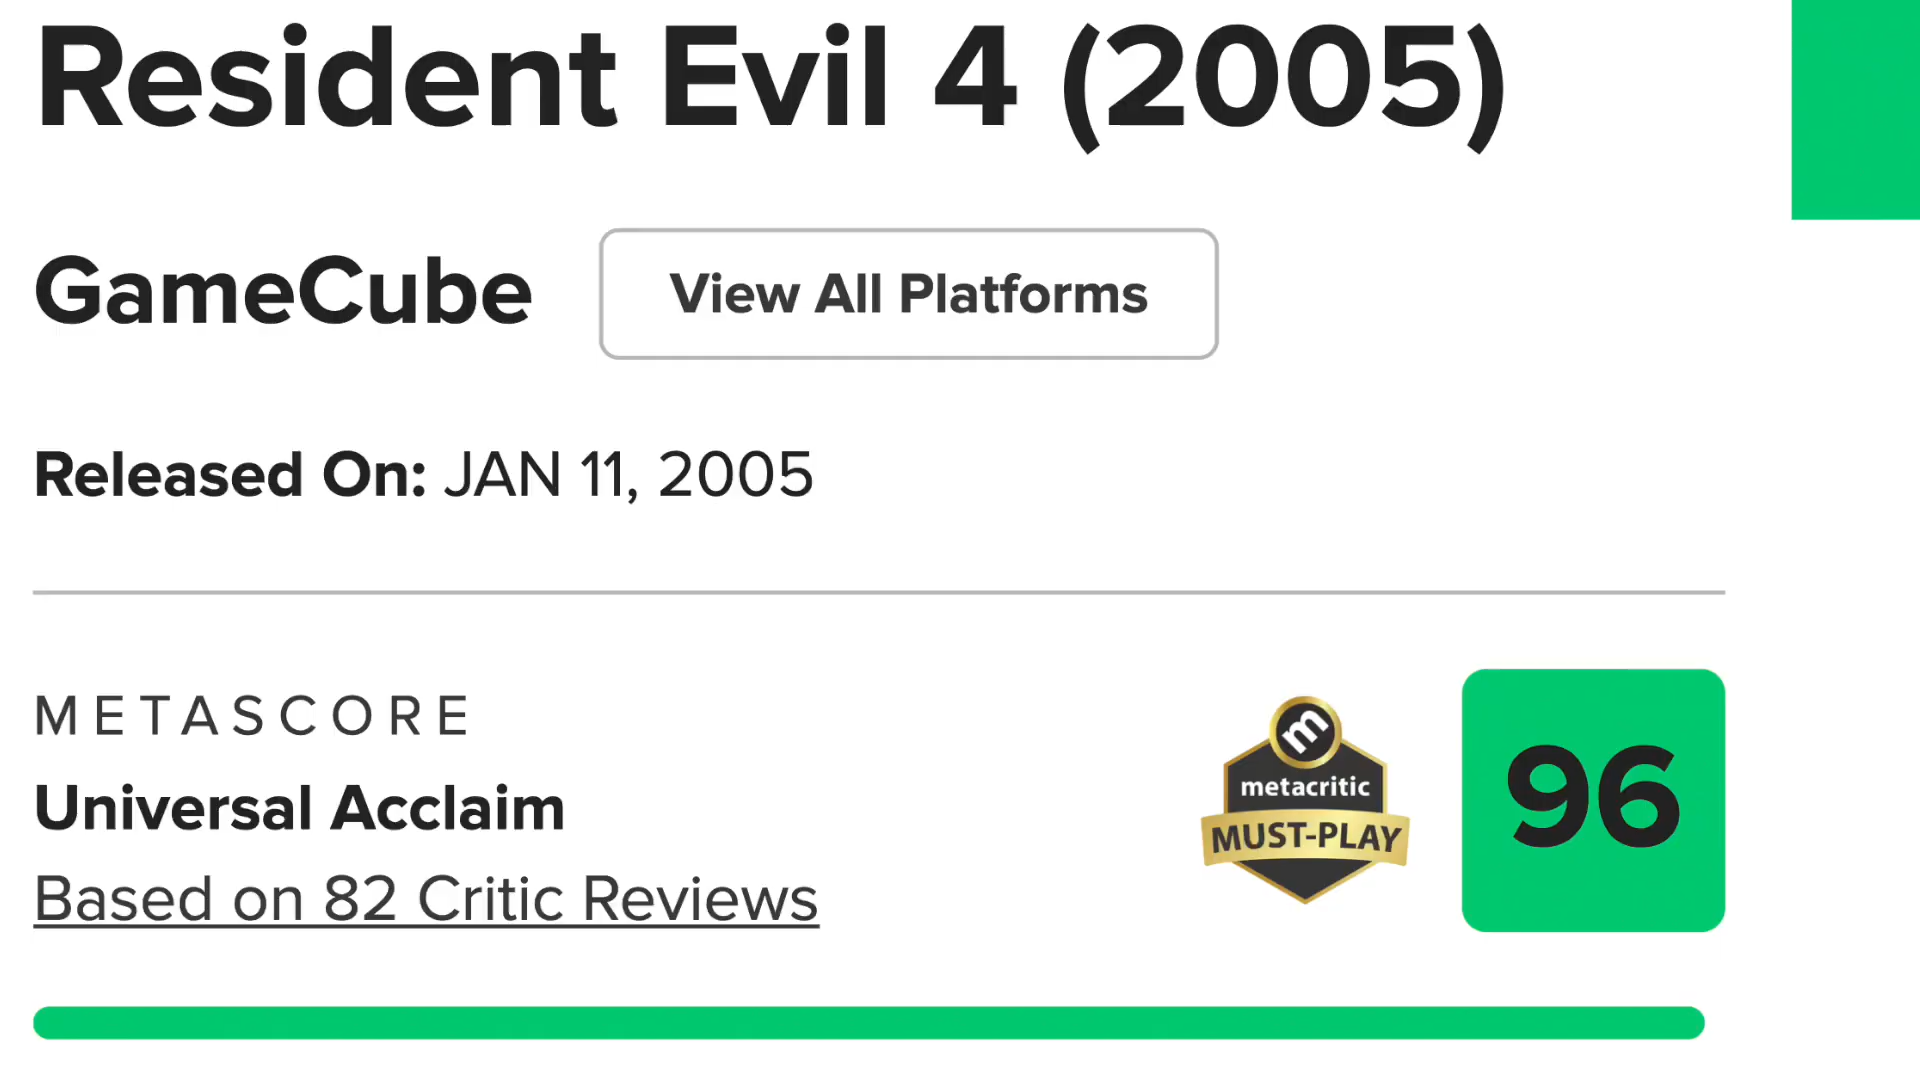 Resident Evil 4 (2005)
GameCube
View All Platforms
Released On: JAN 11, 2005
METASCORE
Universal Acclaim
Based on 82 Critic Reviews
m
metacritic
MUST-PLAY
96